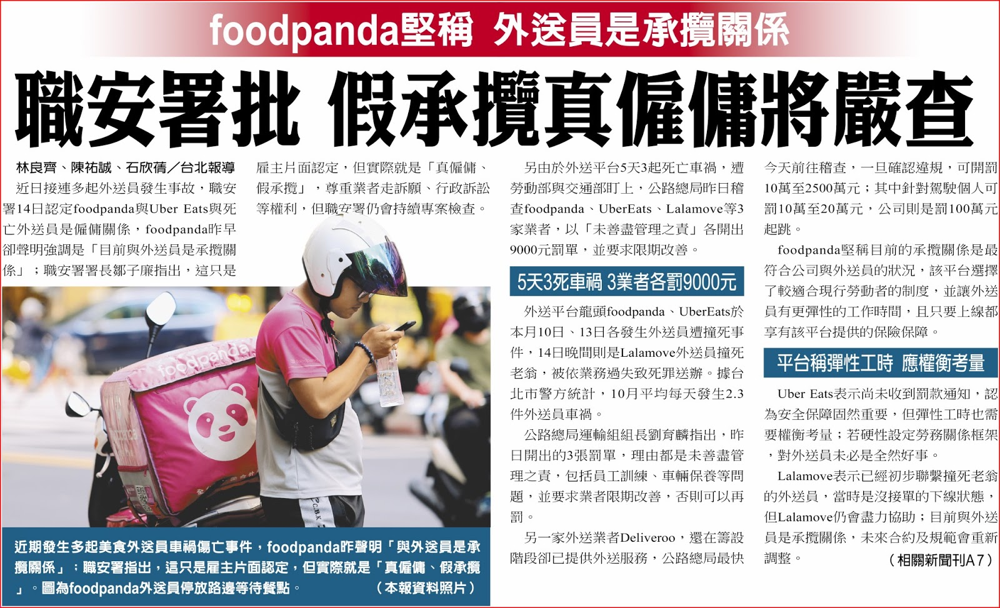 foodpanda堅稱 外送員是承攬關係
職安署批 假承攬真僱傭將嚴查
林良齊、陳祐誠、石欣蒨／台北報導
近日接連多起外送員發生事故，職安
署14日認定foodpanda與Uber Eats與死
亡外送員是僱傭關係，foodpanda昨早
卻聲明強調是「目前與外送員是承攬關
係」；職安署署長鄒子廉指出，這只是
雇主片面認定，但實際就是「真僱傭、
假承攬」，尊重業者走訴願、行政訴訟
等權利，但職安署仍會持續專案檢查。
foodpanda
foodpanda
C.B.K
近期發生多起美食外送員車禍傷亡事件，foodpanda昨聲明「與外送員是承
攬關係」；職安署指出，這只是雇主片面認定，但實際就是「真僱傭、假承攬
」。圖為foodpanda外送員停放路邊等待餐點。 （本報資料照片）
另由於外送平台5天3起死亡車禍，遭
勞動部與交通部盯上，公路總局昨日稽
查foodpanda、UberEats、Lalamove等3
家業者，以「未善盡管理之責」各開出
9000元罰單，並要求限期改善。
5天3死車禍 3業者各罰9000元
外送平台龍頭foodpanda、UberEats於
本月10日、13日各發生外送員遭撞死事
件，14日晚間則是Lalamove外送員撞死
老翁，被依業務過失致死罪送辦。據台
北市警方統計，10月平均每天發生2.3
件外送員車禍。
公路總局運輸組組長劉育麟指出，昨
日開出的3張罰單，理由都是未善盡管
理之責，包括員工訓練、車輛保養等問
題，並要求業者限期改善，否則可以再
罰。
另一家外送業者Deliveroo，還在籌設
階段卻已提供外送服務，公路總局最快
今天前往稽查，一旦確認違規，可開罰
10萬至2500萬元；其中針對駕駛個人可
罰10萬至20萬元，公司則是罰100萬元
起跳。
foodpanda堅稱目前的承攬關係是最
符合公司與外送員的狀況，該平台選擇
了較適合現行勞動者的制度，並讓外送
員有更彈性的工作時間，且只要上線都
享有該平台提供的保險保障。
平台稱彈性工時 應權衡考量
Uber Eats表示尚未收到罰款通知，認
為安全保障固然重要，但彈性工時也需
要權衡考量；若硬性設定勞務關係框架
，對外送員未必是全然好事。
Lalamove表示已經初步聯繫撞死老翁
的外送員，當時是沒接單的下線狀態，
但Lalamove仍會盡力協助；目前與外送
員是承攬關係，未來合約及規範會重新
調整。 （相關新聞刊A7）